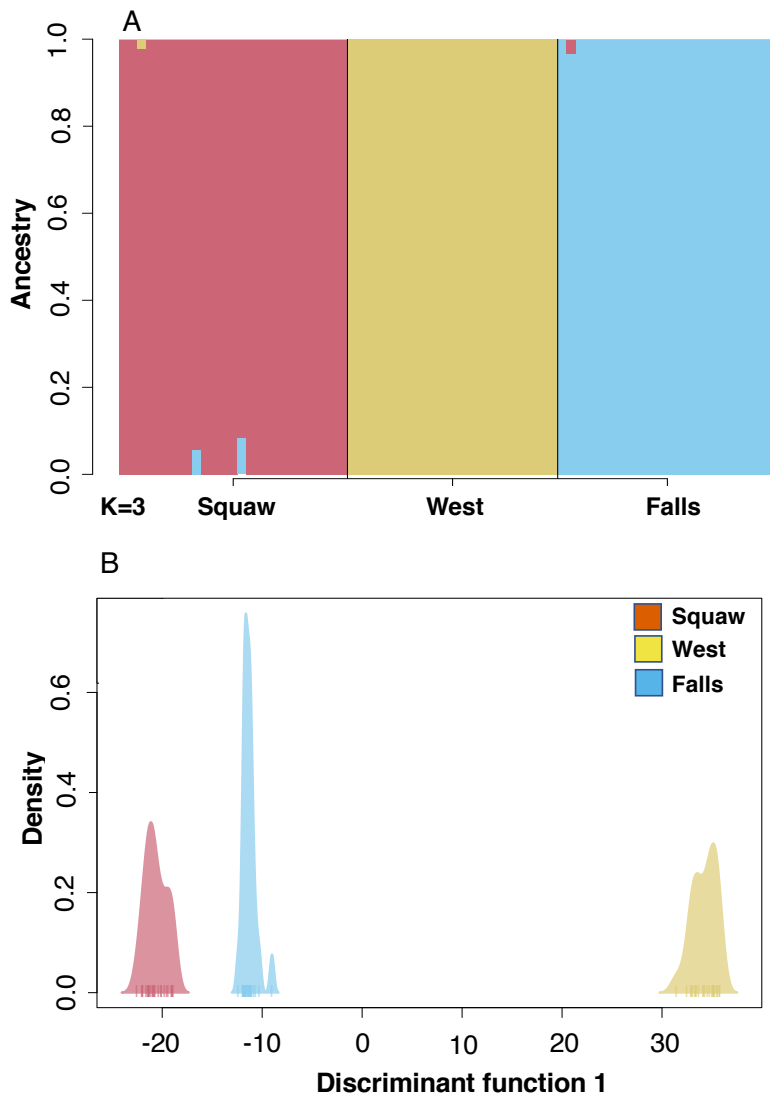 A
1.0
0.8
0.6
0.4
0.2
0.0
Ancestry
K=3 Squaw West Falls
B
Squaw
West
Falls
0.6
0.4
0.2
0.0
Density
-20 -10 0 10 20 30
Discriminant function 1